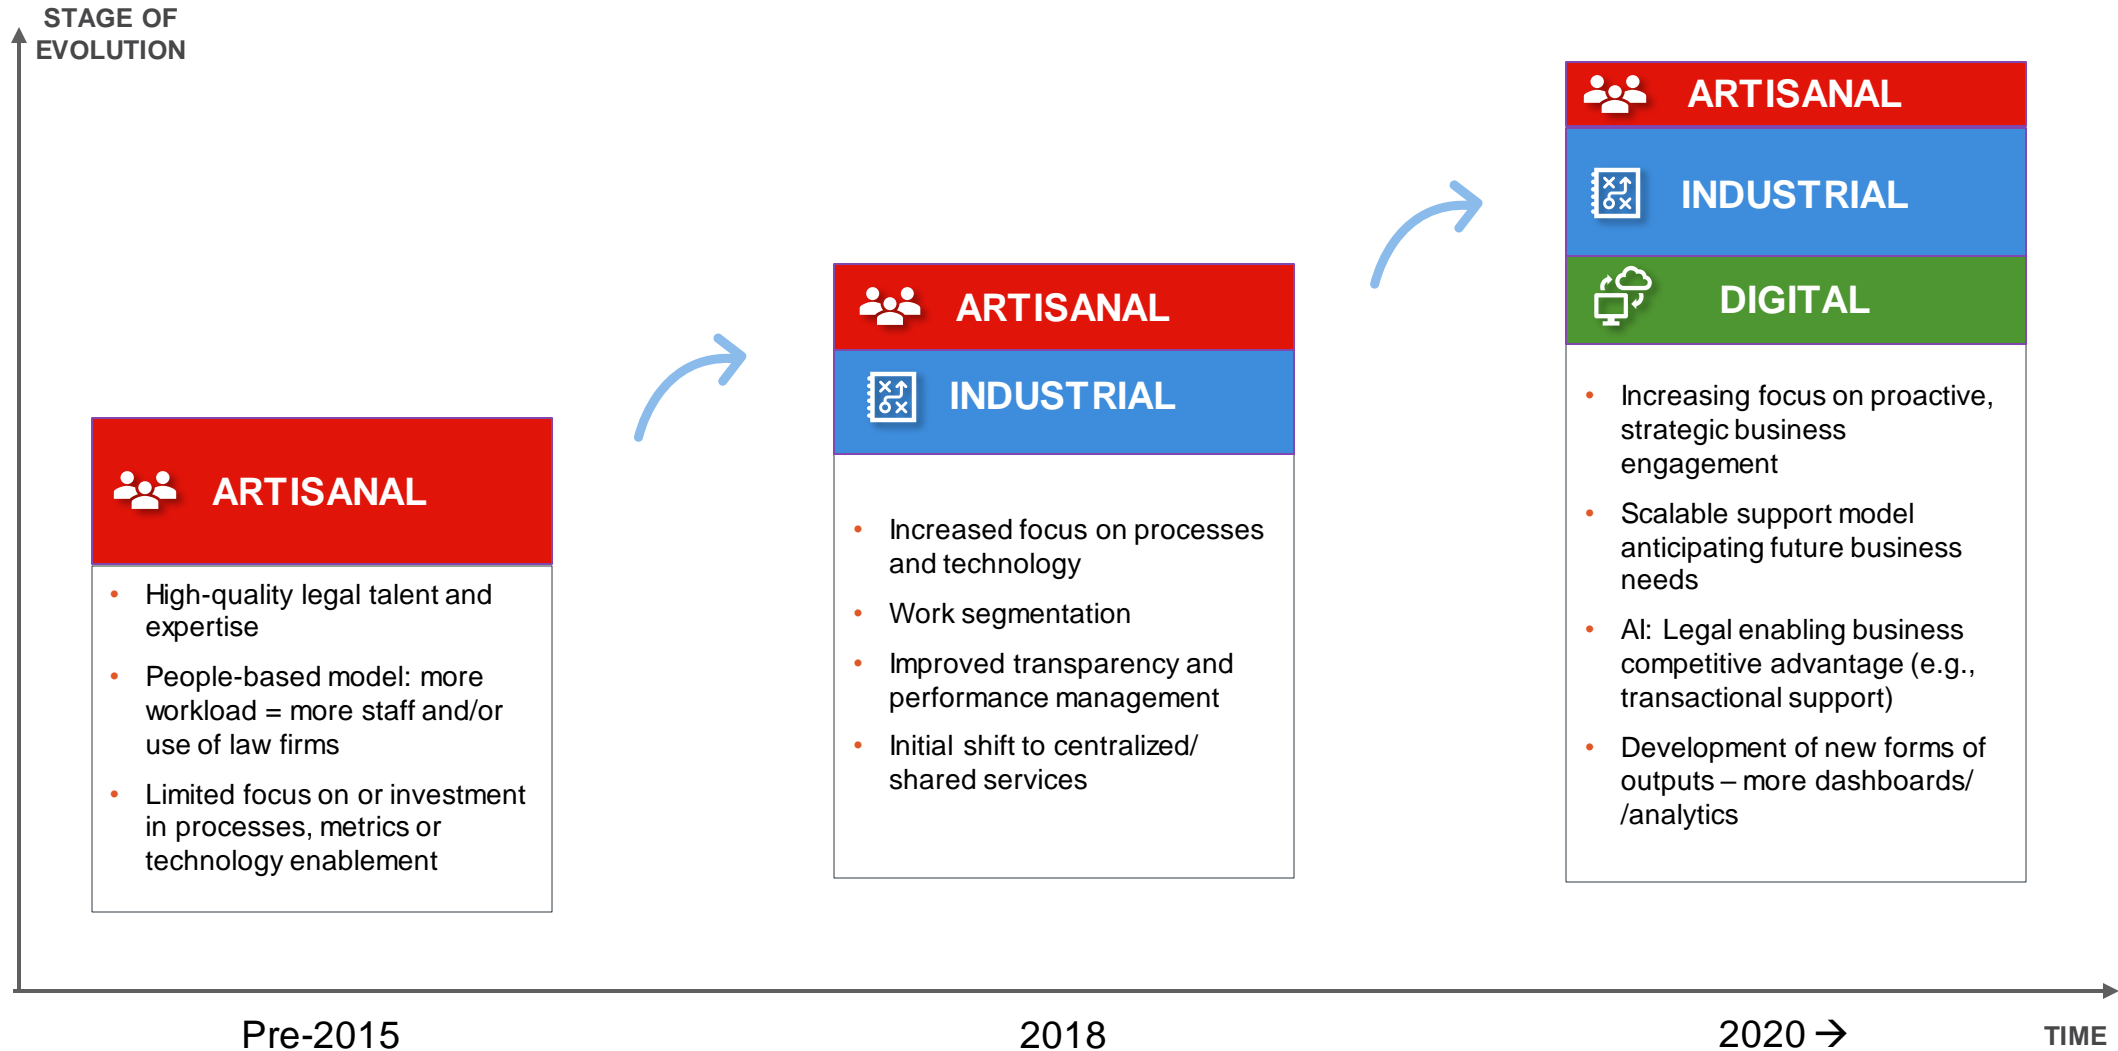 STAGE OF
EVOLUTION
ARTISANAL
• High-quality legal talent and
expertise
• People-based model: more
workload = more staff and/or
use of law firms
• Limited focus on or investment
in processes, metrics or
technology enablement
ARTISANAL
INDUSTRIAL
• Increased focus on processes
and technology
• Work segmentation
• Improved transparency and
performance management
• Initial shift to centralized/
shared services
ARTISANAL
INDUSTRIAL
DIGITAL
• Increasing focus on proactive,
strategic business
engagement
• Scalable support model
anticipating future business
needs
• AI: Legal enabling business
competitive advantage (e.g.,
transactional support)
• Development of new forms of
outputs – more dashboards/
/analytics
Pre-2015
2018
2020 →
TIME